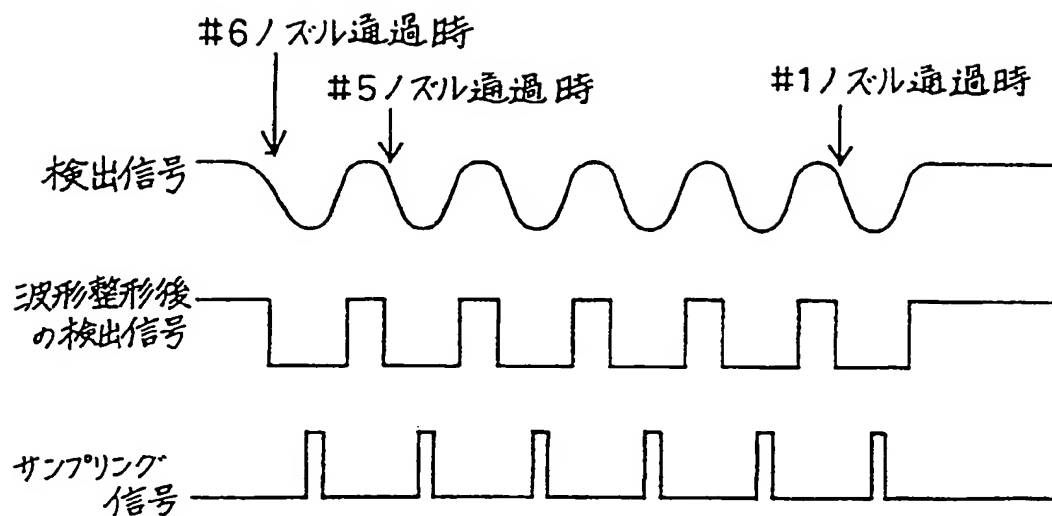 #6ノズル通過時
#5ノズル通過時
#1ノズル通過時
検出信号
波形整形後
の検出信号
サンプリング
信号